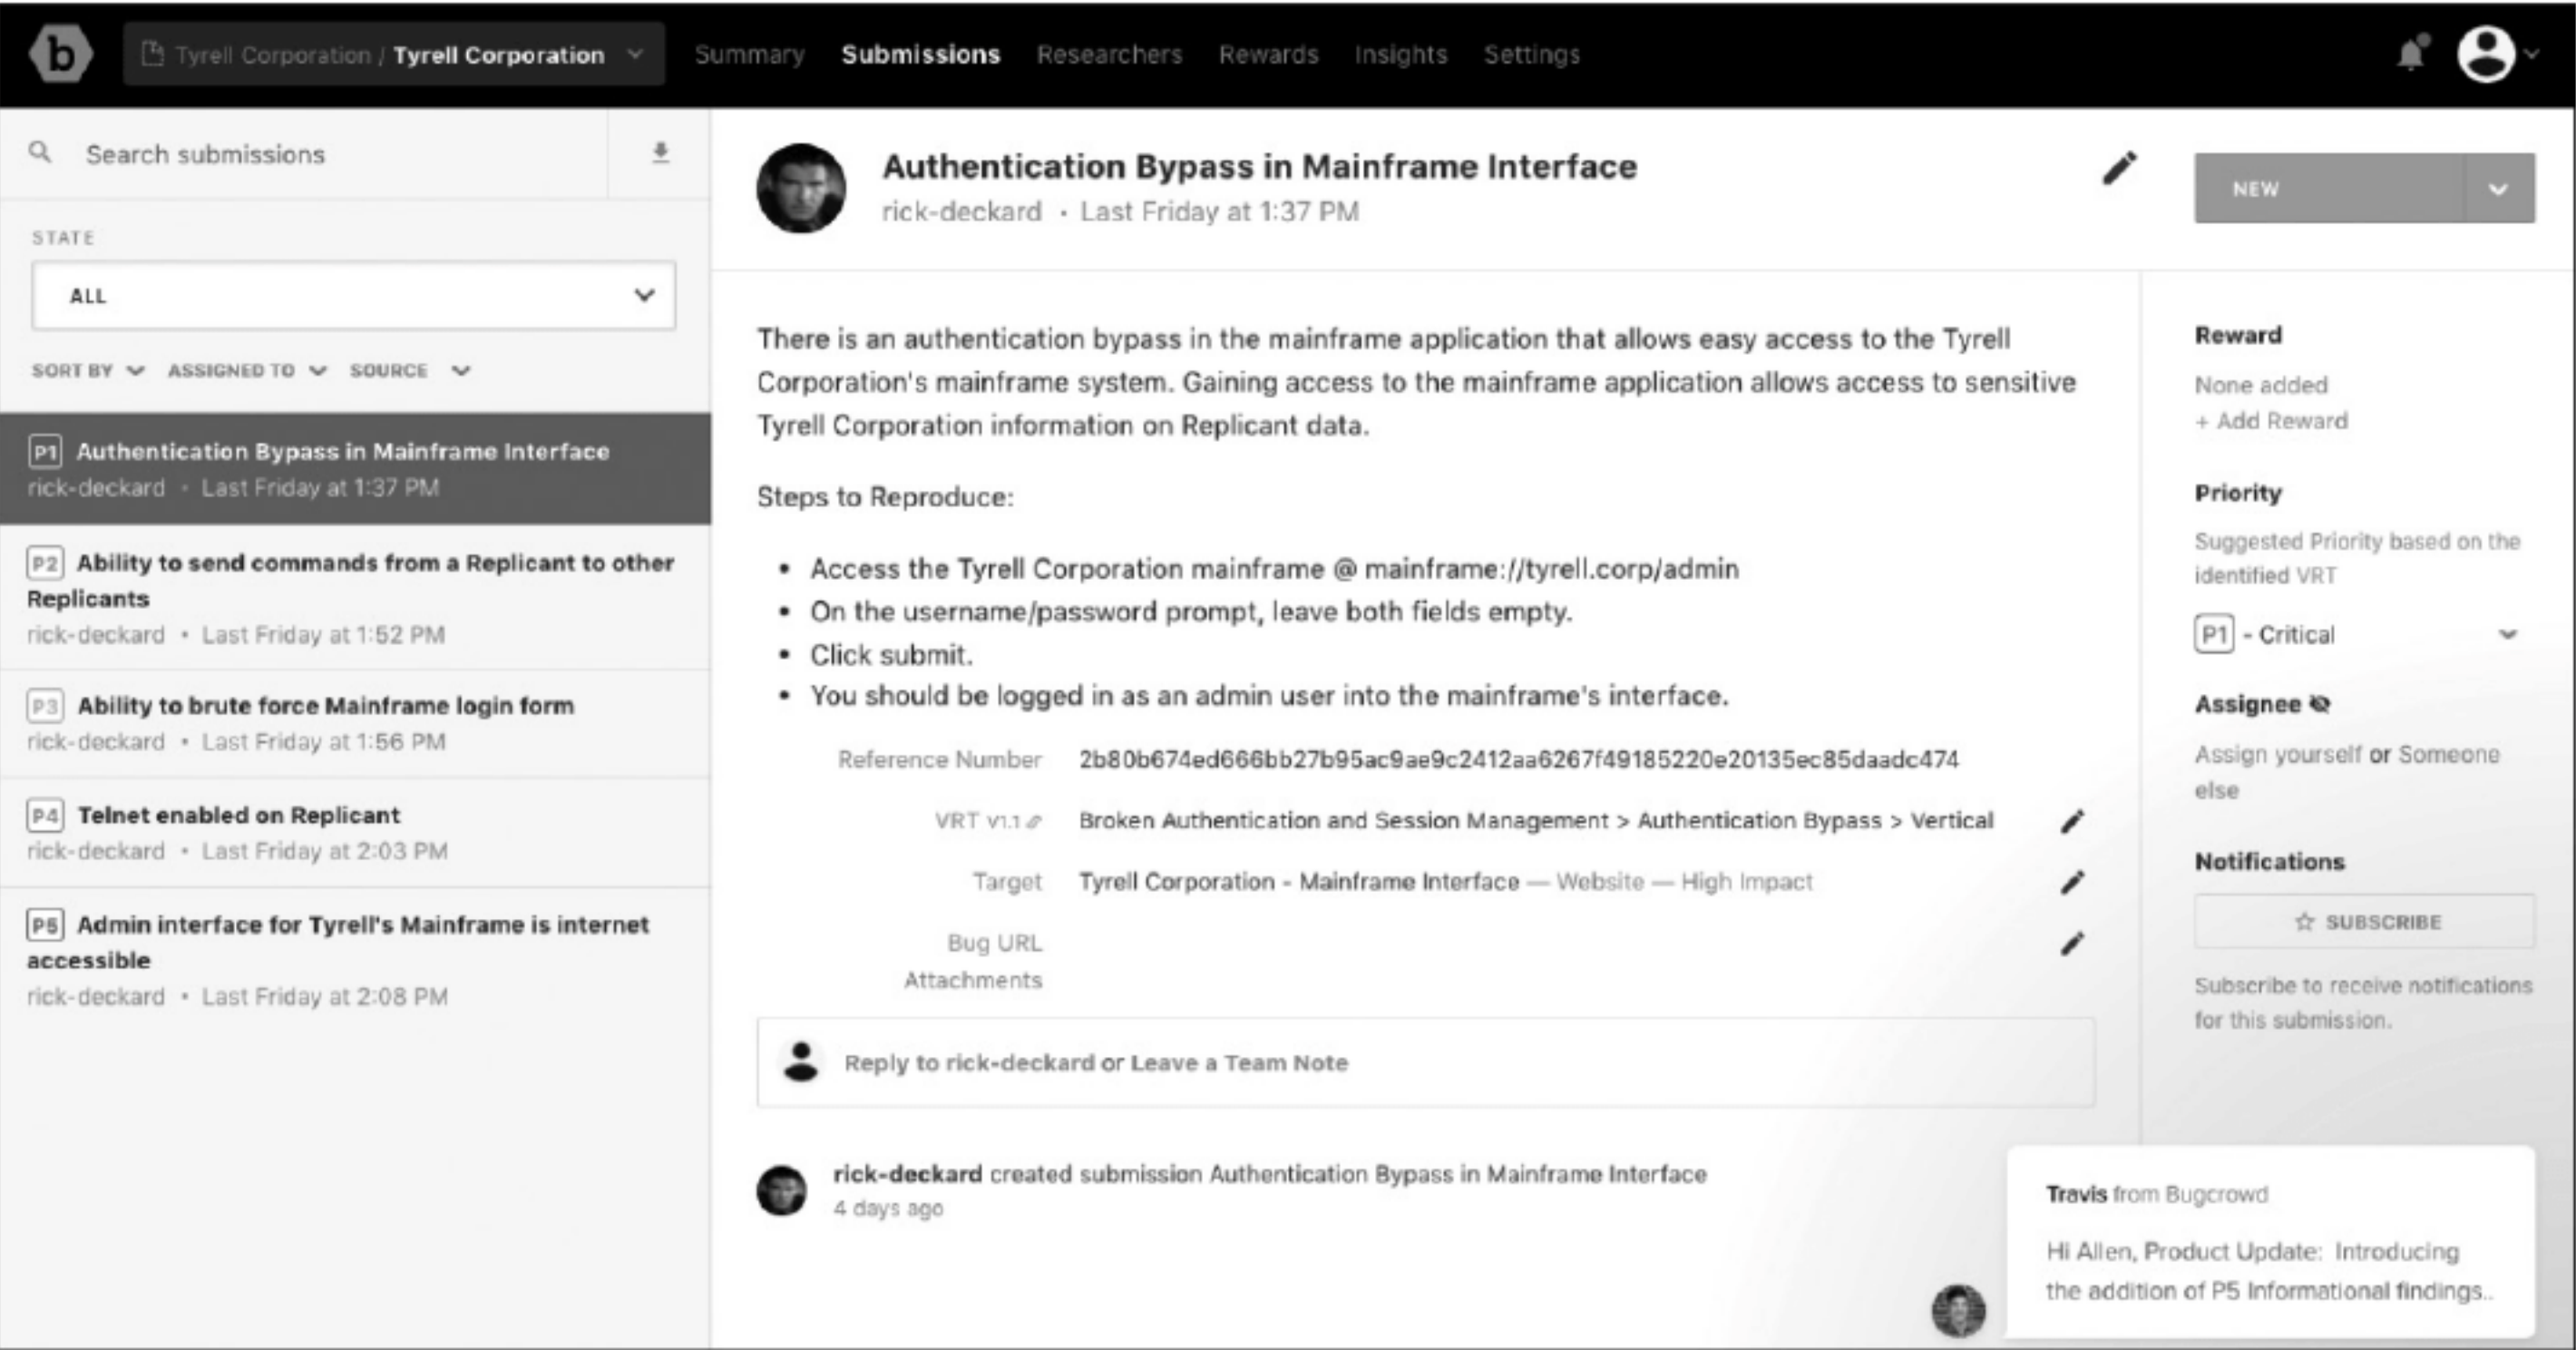 b
Tyrell Corporation / Tyrell Corporation
Summary
Submissions
Researchers
Rewards
Insights
Settings
Search submissions
STATE
ALL
SORT BY
ASSIGNED TO
SOURCE
P1 Authentication Bypass in Mainframe Interface
rick-deckard • Last Friday at 1:37 PM
P2 Ability to send commands from a Replicant to other
Replicants
rick-deckard • Last Friday at 1:52 PM
P3 Ability to brute force Mainframe login form
rick-deckard • Last Friday at 1:56 PM
P4 Telnet enabled on Replicant
rick-deckard • Last Friday at 2:03 PM
P5 Admin interface for Tyrell's Mainframe is internet
accessible
rick-deckard • Last Friday at 2:08 PM
Authentication Bypass in Mainframe Interface
rick-deckard • Last Friday at 1:37 PM
NEW
There is an authentication bypass in the mainframe application that allows easy access to the Tyrell
Corporation's mainframe system. Gaining access to the mainframe application allows access to sensitive
Tyrell Corporation information on Replicant data.
Steps to Reproduce:
• Access the Tyrell Corporation mainframe @ mainframe://tyrell.corp/admin
• On the username/password prompt, leave both fields empty.
• Click submit.
• You should be logged in as an admin user into the mainframe's interface.
Reference Number 2b80b674ed666bb27b95ac9ae9c2412aa6267f49185220e20135ec85daadc474
VRT v1.1 Broken Authentication and Session Management > Authentication Bypass > Vertical
Target Tyrell Corporation - Mainframe Interface — Website — High Impact
Bug URL
Attachments
Reply to rick-deckard or Leave a Team Note
rick-deckard created submission Authentication Bypass in Mainframe Interface
4 days ago
Reward
None added
+ Add Reward
Priority
Suggested Priority based on the
identified VRT
P1 - Critical
Assignee
Assign yourself or Someone
else
Notifications
SUBSCRIBE
Subscribe to receive notifications
for this submission.
Travis from Bugcrowd
Hi Allen, Product Update: Introducing
the addition of P5 Informational findings..